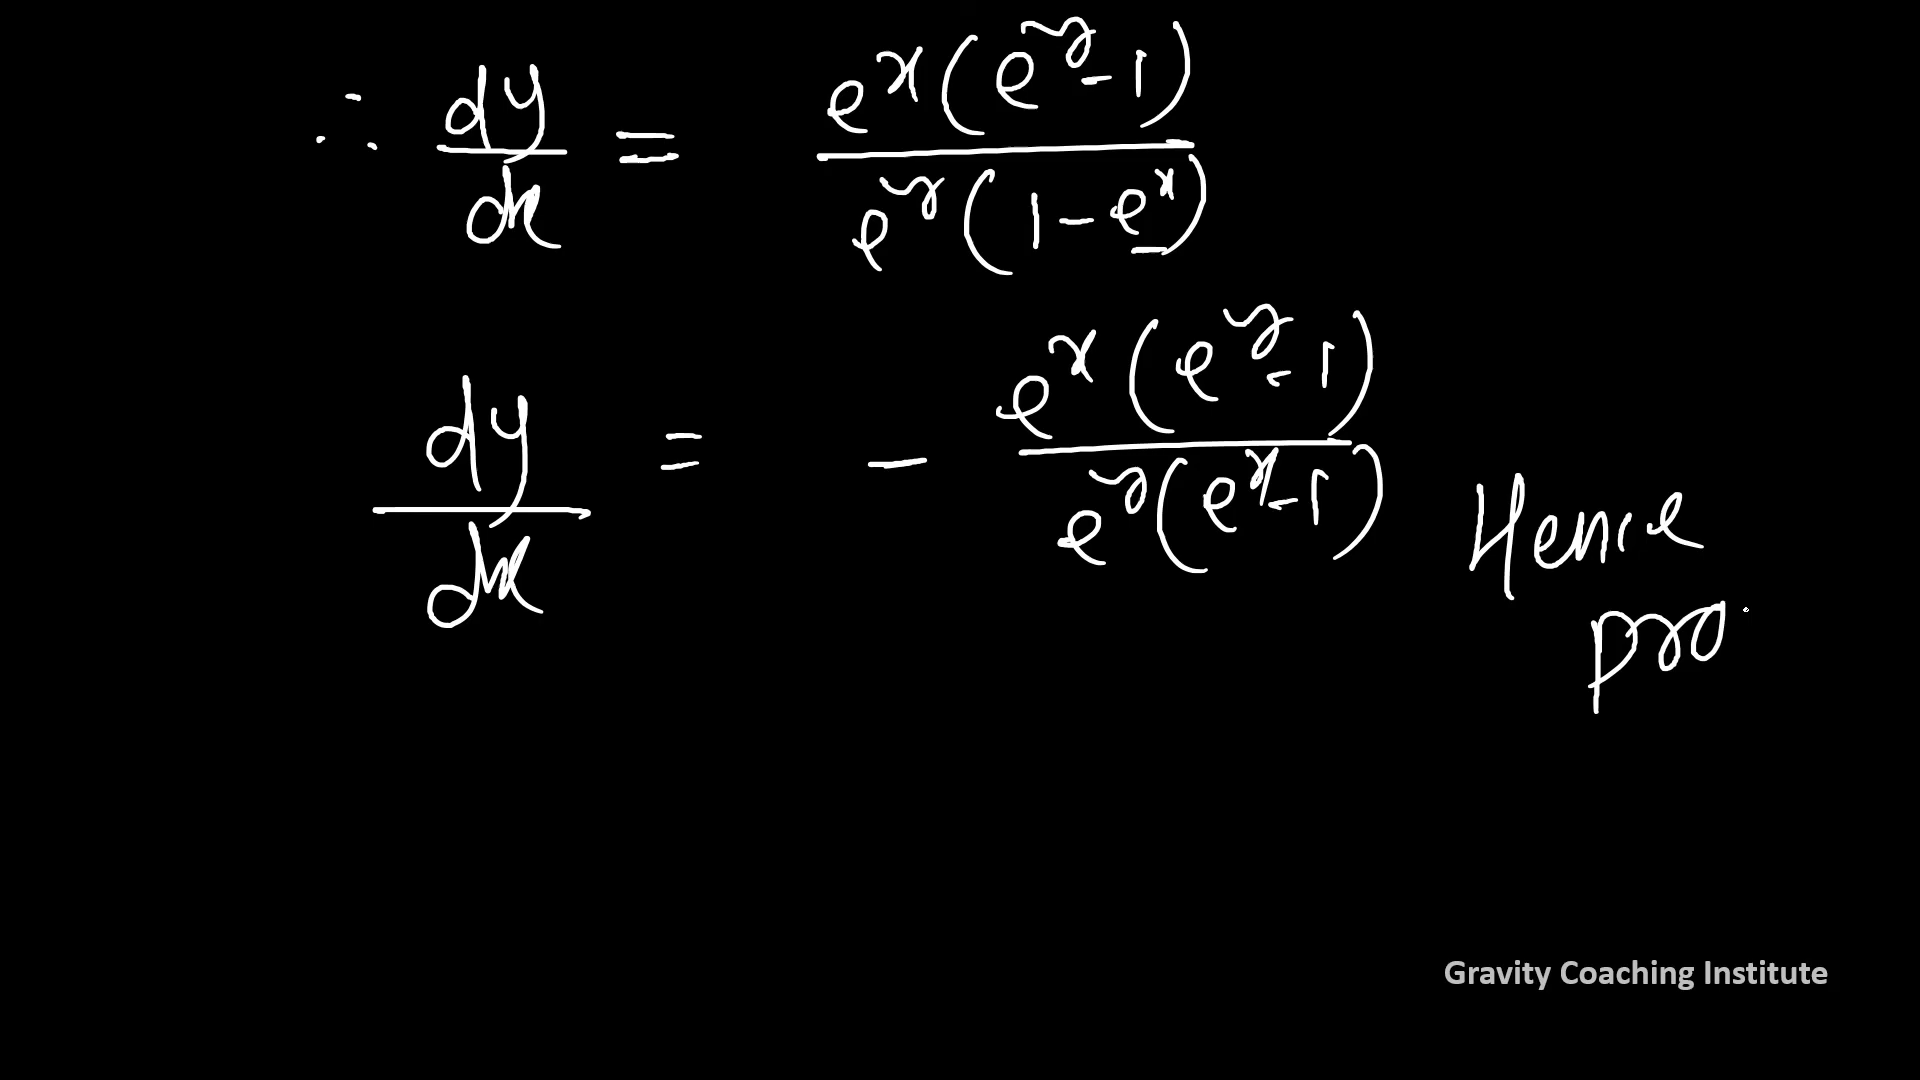 ∴ dy/dx = e^x(e^y - 1) / e^y(1 - e^x)
dy/dx = - e^x(e^y - 1) / e^y(e^x - 1)
Hence
pro
Gravity Coaching Institute